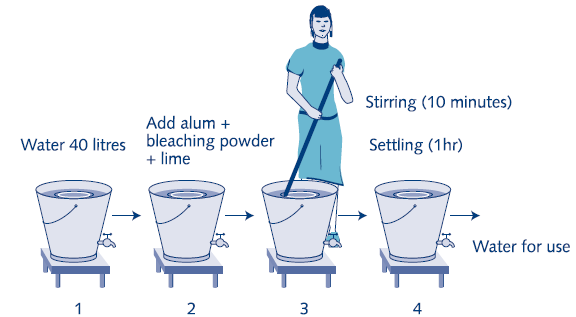 Water 40 litres
Add alum +
bleaching powder
+ lime
Stirring (10 minutes)
Settling (1hr)
Water for use
1
2
3
4